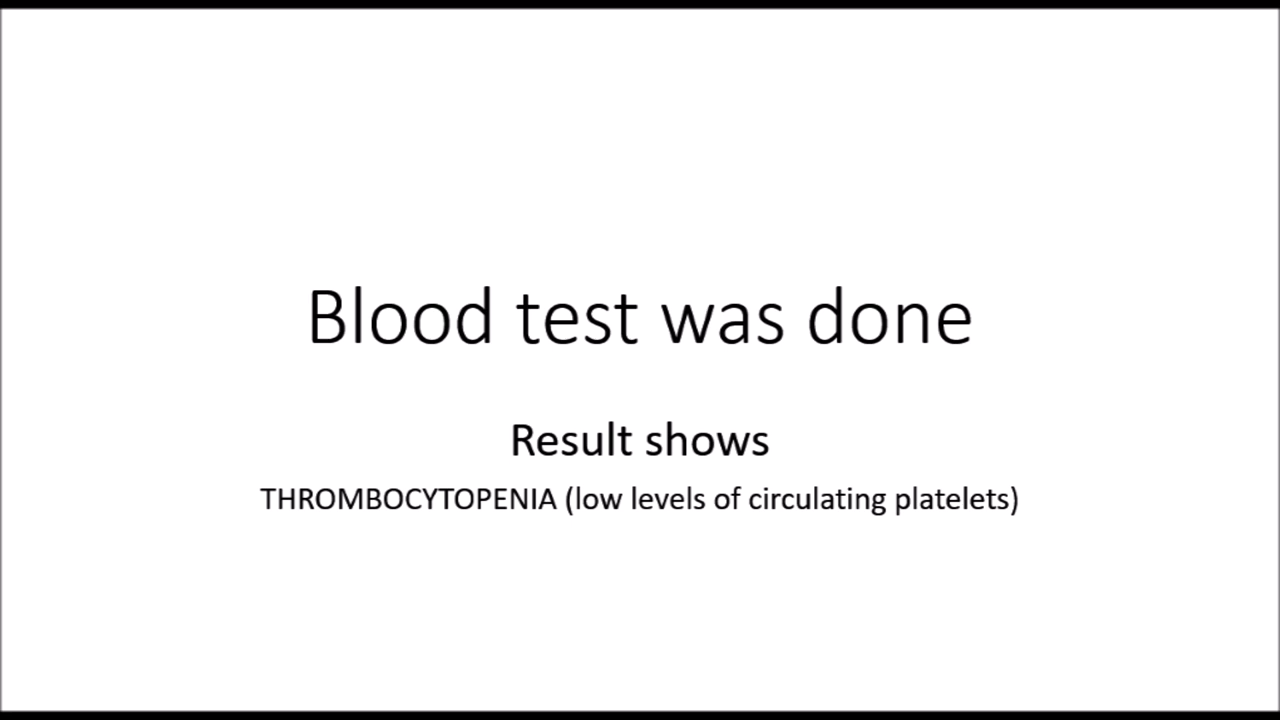 Blood test was done
Result shows
THROMBOCYTOPENIA (low levels of circulating platelets)